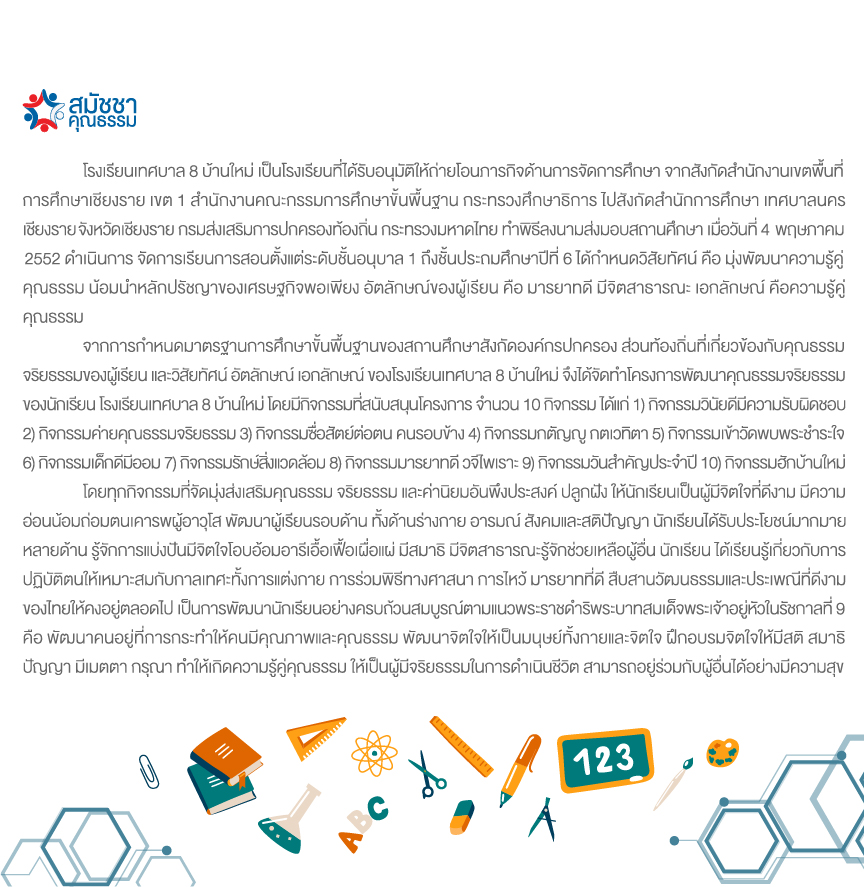 สมัชชา
คุณธรรม
โรงเรียนเทศบาล 8 บ้านใหม่ เป็นโรงเรียนที่ได้รับอนุมัติให้ถ่ายโอนภารกิจด้านการจัดการศึกษา จากสังกัดสำนักงานเขตพื้นที่
การศึกษาเชียงราย เขต 1 สำนักงานคณะกรรมการศึกษาขั้นพื้นฐาน กระทรวงศึกษาธิการ ไปสังกัดสำนักการศึกษา เทศบาลนคร
เชียงราย จังหวัดเชียงราย กรมส่งเสริมการปกครองท้องถิ่น กระทรวงมหาดไทย ทำพิธีลงนามส่งมอบสถานศึกษา เมื่อวันที่ 4 พฤษภาคม
2552 ดำเนินการ จัดการเรียนการสอนตั้งแต่ระดับชั้นอนุบาล 1 ถึงชั้นประถมศึกษาปีที่ 6 ได้กำหนดวิสัยทัศน์ คือ มุ่งพัฒนาความรู้คู่
คุณธรรม น้อมนำหลักปรัชญาของเศรษฐกิจพอเพียง อัตลักษณ์ของผู้เรียน คือ มารยาทดี มีจิตสาธารณะ เอกลักษณ์ คือความรู้คู่
คุณธรรม
จากการกำหนดมาตรฐานการศึกษาขั้นพื้นฐานของสถานศึกษาสังกัดองค์กรปกครอง ส่วนท้องถิ่นที่เกี่ยวข้องกับคุณธรรม
จริยธรรมของผู้เรียน และวิสัยทัศน์ อัตลักษณ์ เอกลักษณ์ ของโรงเรียนเทศบาล 8 บ้านใหม่ จึงได้จัดทำโครงการพัฒนาคุณธรรมจริยธรรม
ของนักเรียน โรงเรียนเทศบาล 8 บ้านใหม่ โดยมีกิจกรรมที่สนับสนุนโครงการ จำนวน 10 กิจกรรม ได้แก่ 1) กิจกรรมวินัยดีมีความรับผิดชอบ
2) กิจกรรมค่ายคุณธรรมจริยธรรม 3) กิจกรรมซื่อสัตย์ต่อตน คนรอบข้าง 4) กิจกรรมกตัญญู กตเวทิตา 5) กิจกรรมเข้าวัดพบพระชำระใจ
6) กิจกรรมเด็กดีมีออม 7) กิจกรรมรักษ์สิ่งแวดล้อม 8) กิจกรรมมารยาทดี วจีไพเราะ 9) กิจกรรมวันสำคัญประจำปี 10) กิจกรรมฮักบ้านใหม่
โดยทุกกิจกรรมที่จัดมุ่งส่งเสริมคุณธรรม จริยธรรม และค่านิยมอันพึงประสงค์ ปลูกฝัง ให้นักเรียนเป็นผู้มีจิตใจที่ดีงาม มีความ
อ่อนน้อมถ่อมตนเคารพผู้อาวุโส พัฒนาผู้เรียนรอบด้าน ทั้งด้านร่างกาย อารมณ์ สังคมและสติปัญญา นักเรียนได้รับประโยชน์มากมาย
หลายด้าน รู้จักการแบ่งปันมีจิตใจโอบอ้อมอารีเอื้อเฟื้อเผื่อแผ่ มีสมาธิ มีจิตสาธารณะรู้จักช่วยเหลือผู้อื่น นักเรียน ได้เรียนรู้เกี่ยวกับการ
ปฏิบัติตนให้เหมาะสมกับกาลเทศะทั้งการแต่งกาย การร่วมพิธีทางศาสนา การไหว้ มารยาทที่ดี สืบสานวัฒนธรรมและประเพณีที่ดีงาม
ของไทยให้คงอยู่ตลอดไป เป็นการพัฒนานักเรียนอย่างครบถ้วนสมบูรณ์ตามแนวพระราชดำริพระบาทสมเด็จพระเจ้าอยู่หัวในรัชกาลที่ 9
คือ พัฒนาคนอยู่ที่การกระทำให้คนมีคุณภาพและคุณธรรม พัฒนาจิตใจให้เป็นมนุษย์ทั้งกายและจิตใจ ฝึกอบรมจิตใจให้มีสติ สมาธิ
ปัญญา มีเมตตา กรุณา ทำให้เกิดความรู้คู่คุณธรรม ให้เป็นผู้มีจริยธรรมในการดำเนินชีวิต สามารถอยู่ร่วมกับผู้อื่นได้อย่างมีความสุข
123
ABC